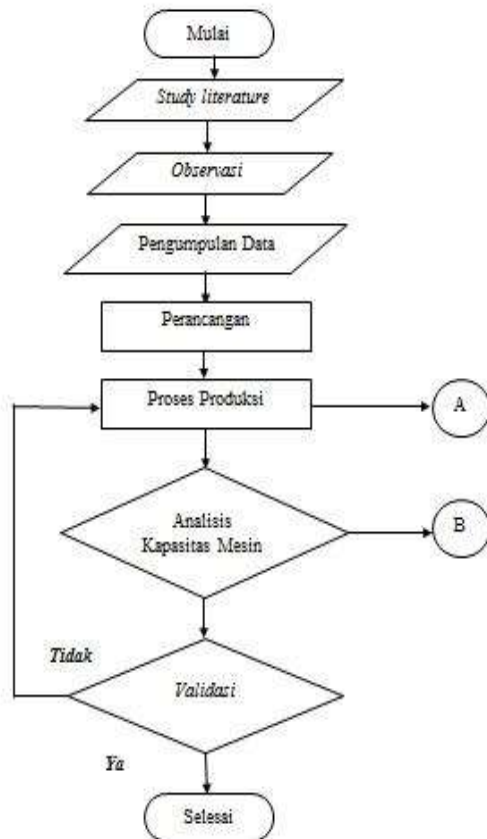 Mulai
Study literature
Observasi
Pengumpulan Data
Perancangan
Proses Produksi
A
Analisis
Kapasitas Mesin
B
Tidak
Validasi
Ya
Selesai